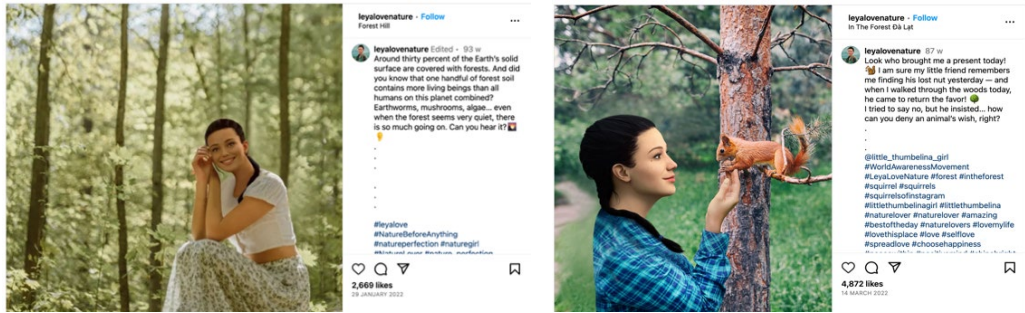 leyalovenature · Follow
Forest Hill
leyalovenature Edited · 93 w
Around thirty percent of the Earth's solid
surface are covered with forests. And did
you know that one handful of forest soil
contains more living beings than all
humans on this planet combined?
Earthworms, mushrooms, algae... even
when the forest seems very quiet, there
is so much going on. Can you hear it?
.
.
.
.
.
.
#leyalove
#NatureBeforeAnything
#natureperfection #naturegirl
#NatureLover #nature_perfection
2,669 likes
29 JANUARY 2022
leyalovenature · Follow
In The Forest Đà Lạt
leyalovenature 87 w
Look who brought me a present today!
🐿️ I am sure my little friend remembers
me finding his lost nut yesterday — and
when I walked through the woods today,
he came to return the favor! 🌳
I tried to say no, but he insisted... how
can you deny an animal's wish, right?
.
.
.
@little_thumbelina_girl
#WorldAwarenessMovement
#LeyaLoveNature #forest #intheforest
#squirrel #squirrels
#squirrelsofinstagram
#littlethumbelinagirl #littlethumbelina
#naturelover #naturelover #amazing
#bestoftheday #naturelovers #lovemylife
#lovethisplace #love #selflove
#spreadlove #choosehappiness
4,872 likes
14 MARCH 2022